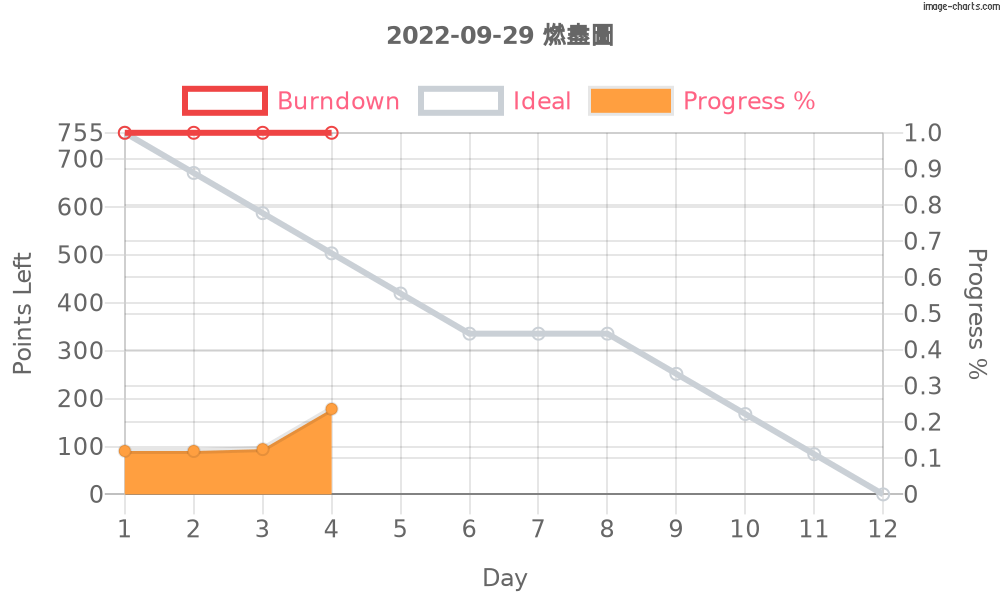 image-charts.com
2022-09-29 燃盡圖
Burndown Ideal Progress %
755 1.0
700 0.9
600 0.8
500 0.7
400 0.6
300 0.5
200 0.4
100 0.3
0 0.2
0.1
0
Points Left
Progress %
1 2 3 4 5 6 7 8 9 10 11 12
Day